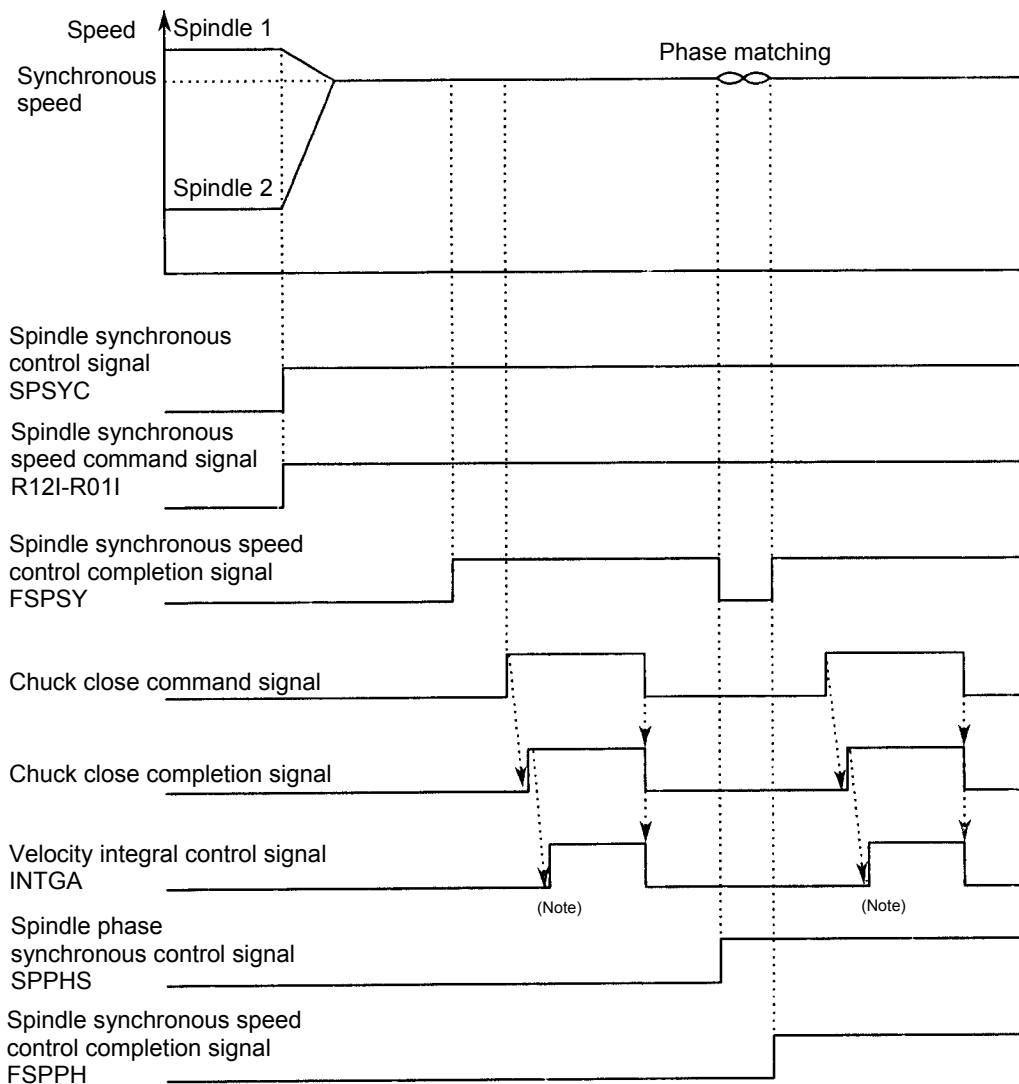 Speed
Spindle 1
Phase matching
Synchronous
speed
Spindle 2
Spindle synchronous
control signal
SPSYC
Spindle synchronous
speed command signal
R12I-R01I
Spindle synchronous speed
control completion signal
FSPSY
Chuck close command signal
Chuck close completion signal
Velocity integral control signal
INTGA
(Note)
(Note)
Spindle phase
synchronous control signal
SPPHS
Spindle synchronous speed
control completion signal
FSPPH